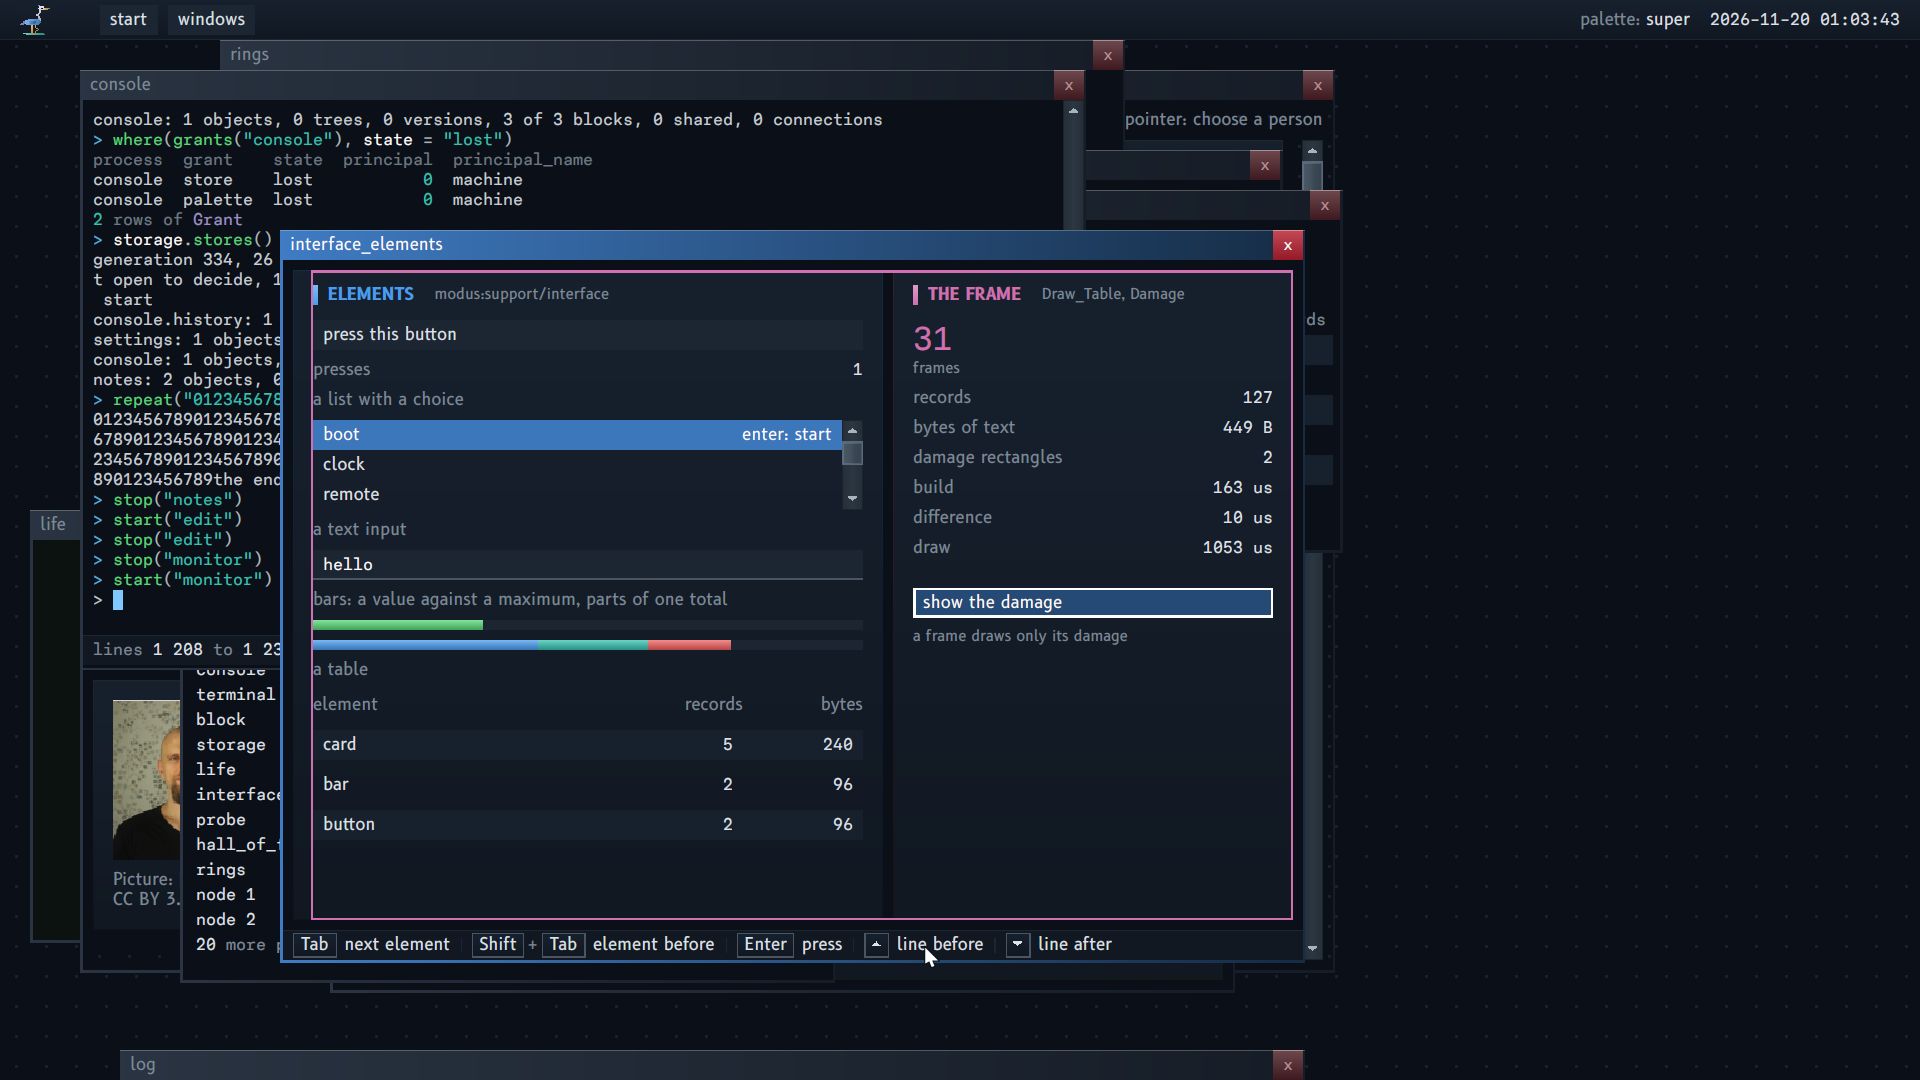 start windows palette: super 2026-11-20 01:03:43
rings x
console x
x
console: 1 objects, 0 trees, 0 versions, 3 of 3 blocks, 0 shared, 0 connections
pointer: choose a person
> where(grants("console"), state = "lost")
process grant state principal principal_name
x
console store lost 0 machine
console palette lost 0 machine
x
2 rows of Grant
> storage.stores()
generation 334, 26
t open to decide, 1
start
console.history: 1
settings: 1 objects
console: 1 objects,
notes: 2 objects, 0
> repeat("012345678
0123456789012345678
6789012345678901234
2345678901234567890
890123456789the end
> stop("notes")
> start("edit")
> stop("edit")
> stop("monitor")
> start("monitor")
>
lines 1 208 to 1 23
ds
life
interface_elements x
ELEMENTS modus:support/interface
press this button
presses 1
a list with a choice
boot enter: start
clock
remote
a text input
hello
bars: a value against a maximum, parts of one total
a table
element records bytes
card 5 240
bar 2 96
button 2 96
THE FRAME Draw_Table, Damage
31
frames
records 127
bytes of text 449 B
damage rectangles 2
build 163 us
difference 10 us
draw 1053 us
show the damage
a frame draws only its damage
Tab next element Shift + Tab element before Enter press line before line after
console
terminal
block
storage
life
interface
probe
hall_of_
rings
node 1
node 2
20 more
Picture:
CC BY 3.
log x